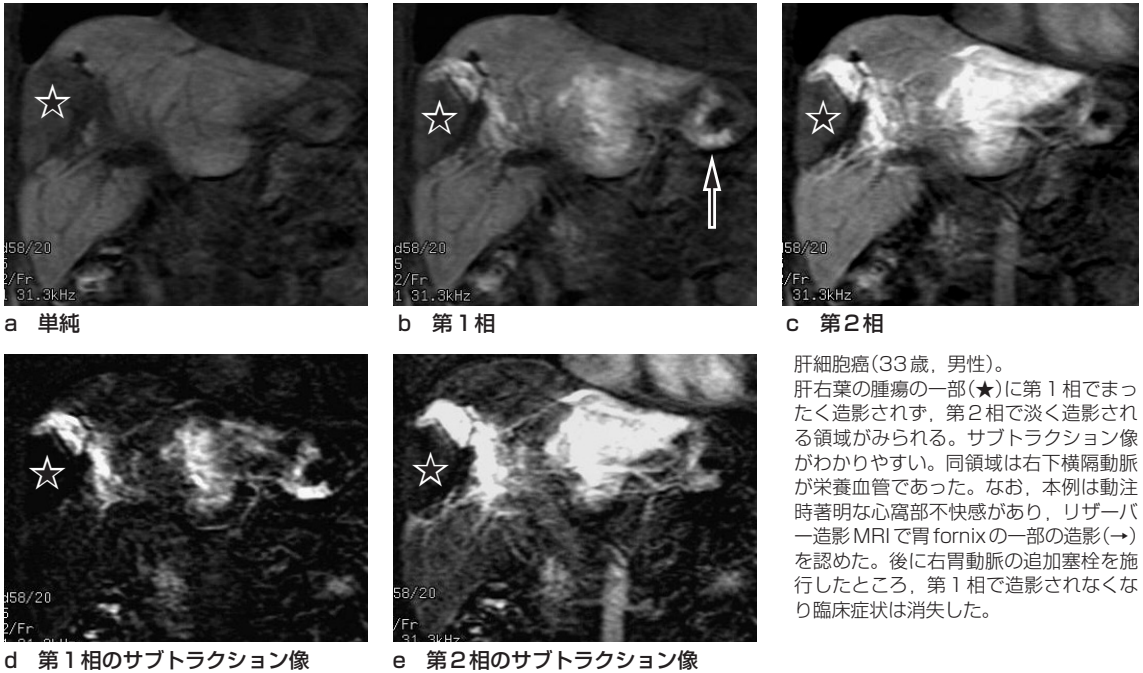 d58/20
5
2/Fr
1 31.3kHz
a 単純
d58/20
5
2/Fr
1 31.3kHz
b 第1相
d58/20
5
2/Fr
1 31.3kHz
c 第2相
d58/20
5
2/Fr
d 第1相のサブトラクション像
58/20
/Fr
31.3kHz
e 第2相のサブトラクション像
肝細胞癌(33歳，男性)。
肝右葉の腫瘍の一部(★)に第1相でまっ
たく造影されず，第2相で淡く造影され
る領域がみられる。サブトラクション像
がわかりやすい。同領域は右下横隔動脈
が栄養血管であった。なお，本例は動注
時著明な心窩部不快感があり，リザーバ
ー造影MRIで胃fornixの一部の造影(→)
を認めた。後に右胃動脈の追加塞栓を施
行したところ，第1相で造影されなくな
り臨床症状は消失した。